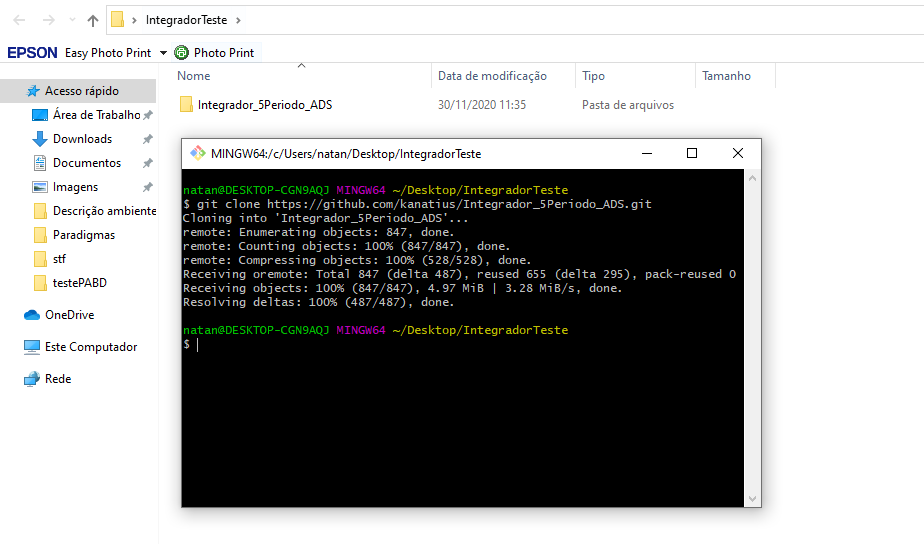 IntegradorTeste
EPSON Easy Photo Print Photo Print
Nome Data de modificação Tipo Tamanho
Acesso rápido
Área de Trabalho
Downloads
Documentos
Imagens
Descrição ambiente
Paradigmas
stf
testePABD
OneDrive
Este Computador
Rede
Integrador_5Periodo_ADS 30/11/2020 11:35 Pasta de arquivos
MINGW64:/c/Users/natan/Desktop/IntegradorTeste
natan@DESKTOP-CGN9AQJ MINGW64 ~/Desktop/IntegradorTeste
$ git clone https://github.com/kanatius/Integrador_5Periodo_ADS.git
Cloning into 'Integrador_5Periodo_ADS'...
remote: Enumerating objects: 847, done.
remote: Counting objects: 100% (847/847), done.
remote: Compressing objects: 100% (528/528), done.
Receiving oremote: Total 847 (delta 487), reused 655 (delta 295), pack-reused 0
Receiving objects: 100% (847/847), 4.97 MiB | 3.28 MiB/s, done.
Resolving deltas: 100% (487/487), done.
natan@DESKTOP-CGN9AQJ MINGW64 ~/Desktop/IntegradorTeste
$